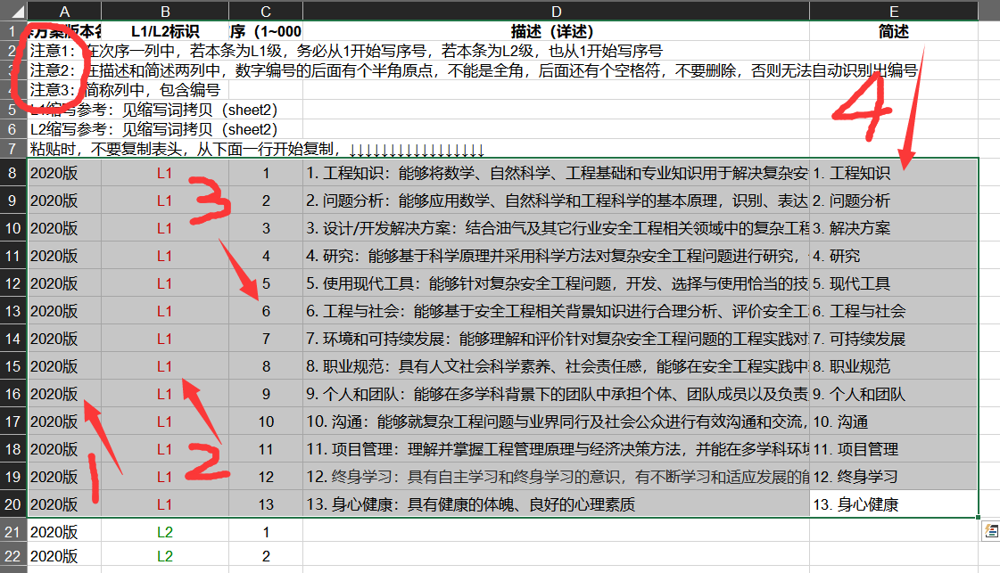 A B C D E
1 案版本名 L1/L2标识 序（1~000 描述（详述） 简述
2 注意1：在次序一列中，若本条为L1级，务必从1开始写序号，若本条为L2级，也从1开始写序号
3 注意2：在描述和简述两列中，数字编号的后面有个半角原点，不能是全角，后面还有个空格符，不要删除，否则无法自动识别出编号
4 注意3：简称列中，包含编号
5 L1缩写参考：见缩写词拷贝（sheet2）
6 L2缩写参考：见缩写词拷贝（sheet2）
7 粘贴时，不要复制表头，从下面一行开始复制，↓↓↓↓↓↓↓↓↓↓↓↓↓↓↓↓↓
8 2020版 L1 1 1. 工程知识：能够将数学、自然科学、工程基础和专业知识用于解决复杂安 1. 工程知识
9 2020版 L1 2 2. 问题分析：能够应用数学、自然科学和工程科学的基本原理，识别、表达 2. 问题分析
10 2020版 L1 3 3. 设计/开发解决方案：结合油气及其它行业安全工程相关领域中的复杂工程 3. 解决方案
11 2020版 L1 4 4. 研究：能够基于科学原理并采用科学方法对复杂安全工程问题进行研究， 4. 研究
12 2020版 L1 5 5. 使用现代工具：能够针对复杂安全工程问题，开发、选择与使用恰当的技 5. 现代工具
13 2020版 L1 6 6. 工程与社会：能够基于安全工程相关背景知识进行合理分析、评价安全工 6. 工程与社会
14 2020版 L1 7 7. 环境和可持续发展：能够理解和评价针对复杂安全工程问题的工程实践对 7. 可持续发展
15 2020版 L1 8 8. 职业规范：具有人文社会科学素养、社会责任感，能够在安全工程实践中 8. 职业规范
16 2020版 L1 9 9. 个人和团队：能够在多学科背景下的团队中承担个体、团队成员以及负责 9. 个人和团队
17 2020版 L1 10 10. 沟通：能够就复杂工程问题与业界同行及社会公众进行有效沟通和交流， 10. 沟通
18 2020版 L1 11 11. 项目管理：理解并掌握工程管理原理与经济决策方法，并能在多学科环境 11. 项目管理
19 2020版 L1 12 12. 终身学习：具有自主学习和终身学习的意识，有不断学习和适应发展的能 12. 终身学习
20 2020版 L1 13 13. 身心健康：具有健康的体魄、良好的心理素质 13. 身心健康
21 2020版 L2 1
22 2020版 L2 2
4
3
2
1